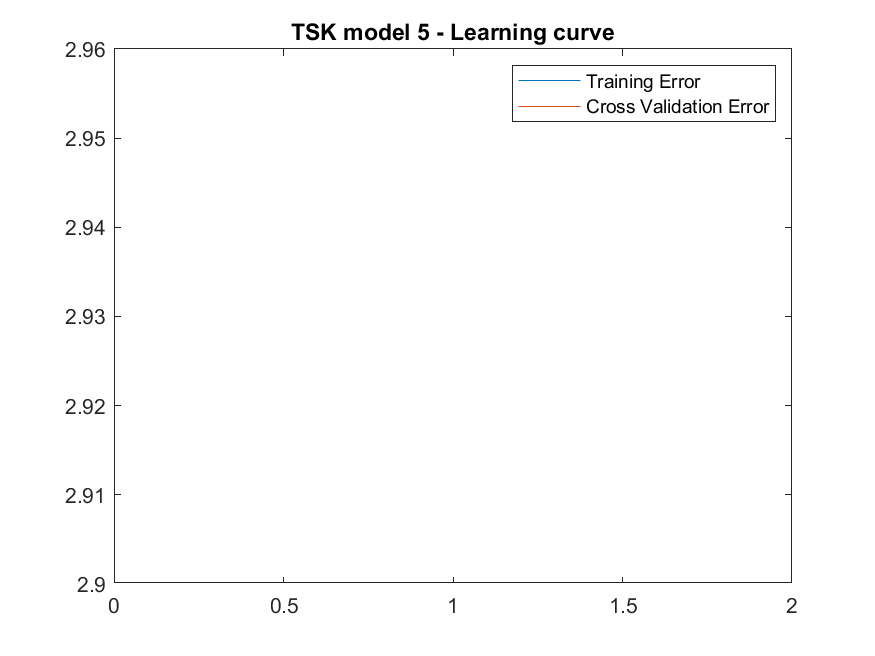 TSK model 5 - Learning curve
2.96
Training Error
Cross Validation Error
2.95
2.94
2.93
2.92
2.91
2.9
0 0.5 1 1.5 2